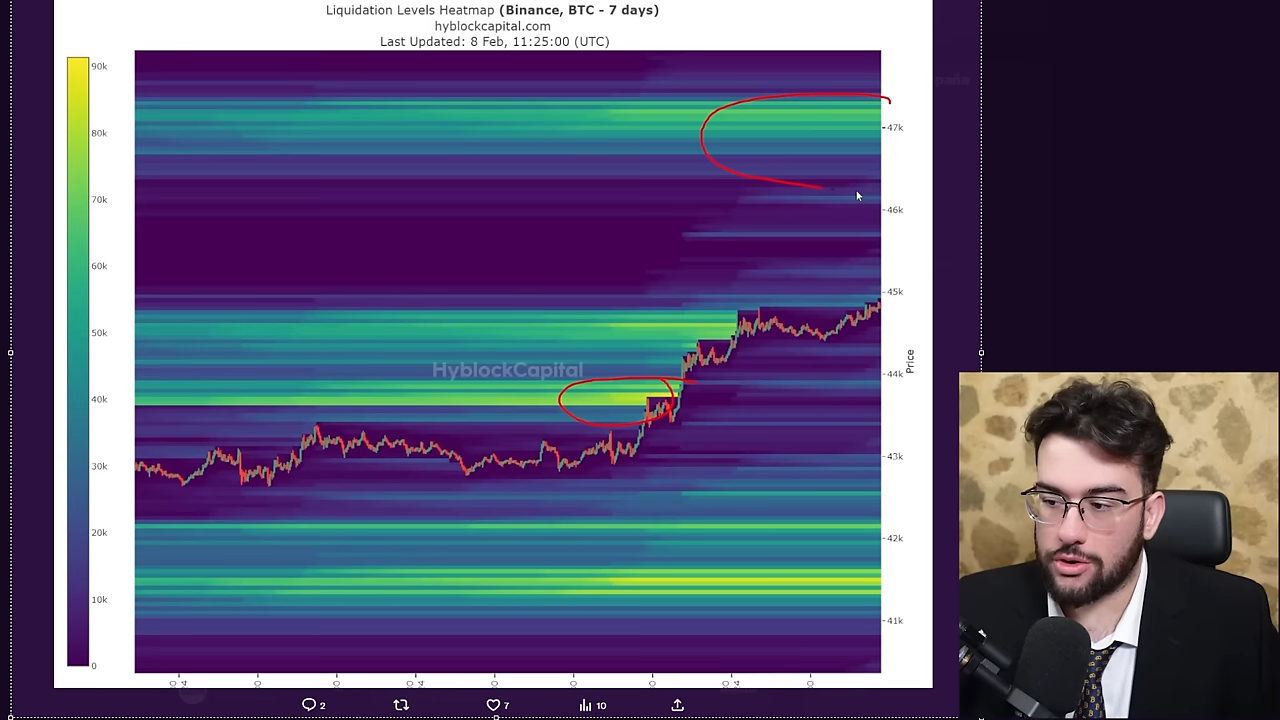 Liquidation Levels Heatmap (Binance, BTC - 7 days)
hyblockcapital.com
Last Updated: 8 Feb, 11:25:00 (UTC)
90k
80k
70k
60k
50k
40k
30k
20k
10k
0
HyblockCapital
47k
46k
45k
44k
43k
42k
41k
Price
2
7
10